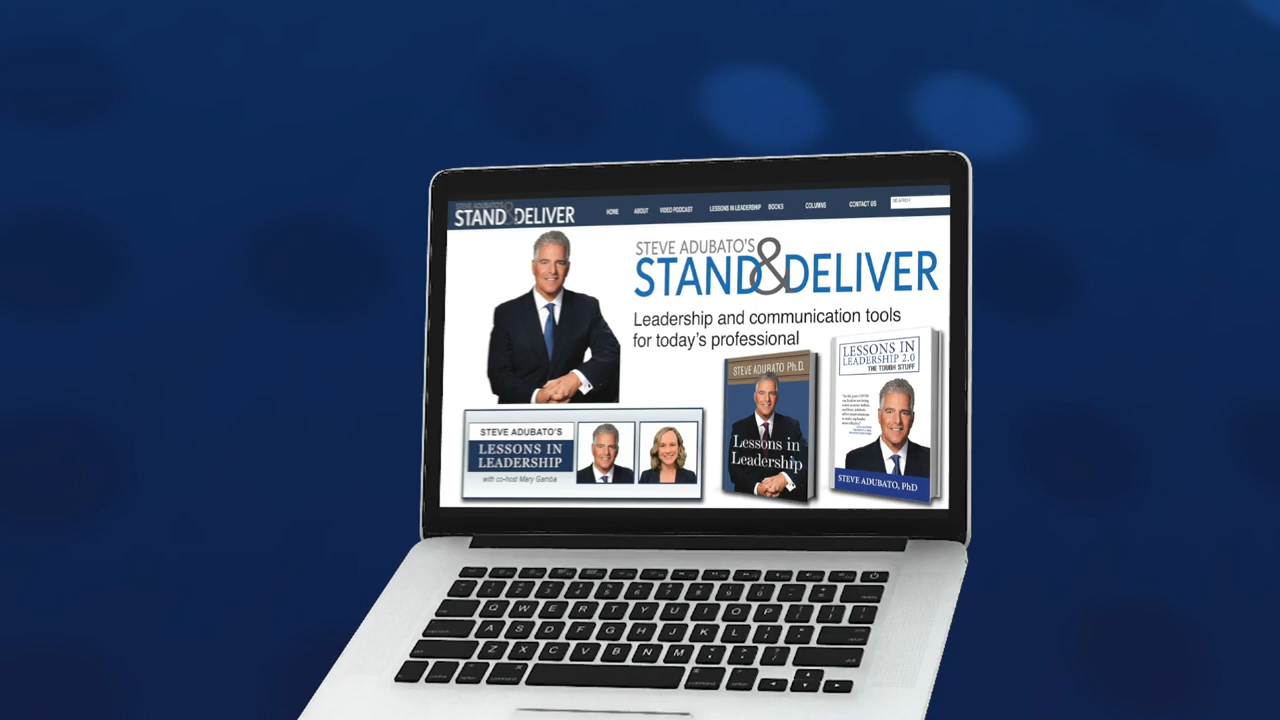 STEVE ADUBATO'S
STAND&DELIVER
HOME
ABOUT
VIDEO PODCAST
LESSONS IN LEADERSHIP
BOOKS
COLUMNS
CONTACT US
STEVE ADUBATO'S
STAND&DELIVER
Leadership and communication tools
for today's professional
STEVE ADUBATO'S
LESSONS IN
LEADERSHIP
with co-host Mary Gamba
STEVE ADUBATO Ph.D.
Lessons in
Leadership
LESSONS IN
LEADERSHIP 2.0
THE TOUGH STUFF
STEVE ADUBATO, PhD
Q W E R T Y U I O P
A S D F G H J K L
Z X C V B N M